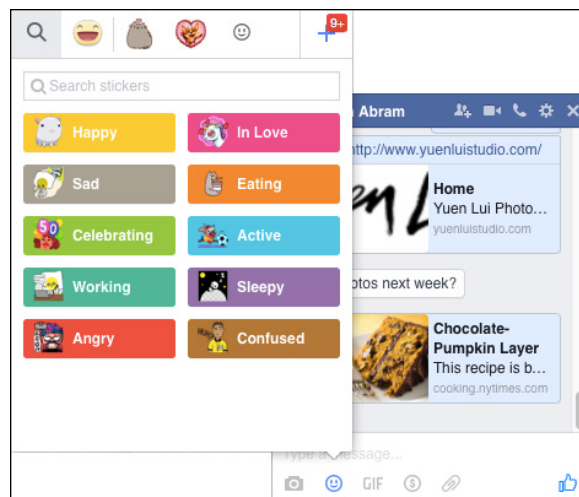 9+
Search stickers
Happy
In Love
Sad
Eating
Celebrating
Active
Working
Sleepy
Angry
Confused
Abram
http://www.yuenluistudio.com/
Home
Yuen Lui Photo...
yuenluistudio.com
otos next week?
Chocolate-
Pumpkin Layer
This recipe is b...
cooking.nytimes.com
Type a message...
GIF
$